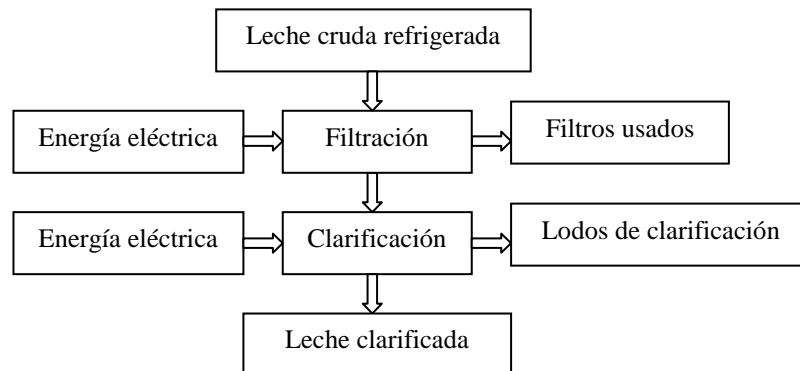 Leche cruda refrigerada
Energía eléctrica
Filtración
Filtros usados
Energía eléctrica
Clarificación
Lodos de clarificación
Leche clarificada